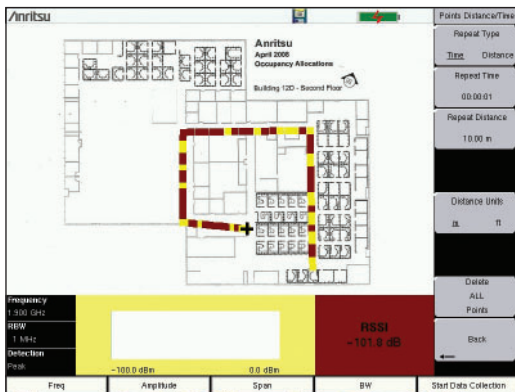 Anritsu
Points Distance/Time
Anritsu
April 2008
Occupancy Allocations
Building 12D - Second Floor
Repeat Type
Time Distance
Repeat Time
00:00:01
Repeat Distance
10.00 m
Distance Units
m ft
Delete
ALL
Points
Back
Frequency
1.900 GHz
RBW
1 MHz
Detection
Peak
-100.0 dBm
0.0 dBm
RSSI
-101.8 dB
Freq
Amplitude
Span
BW
Start Data Collection